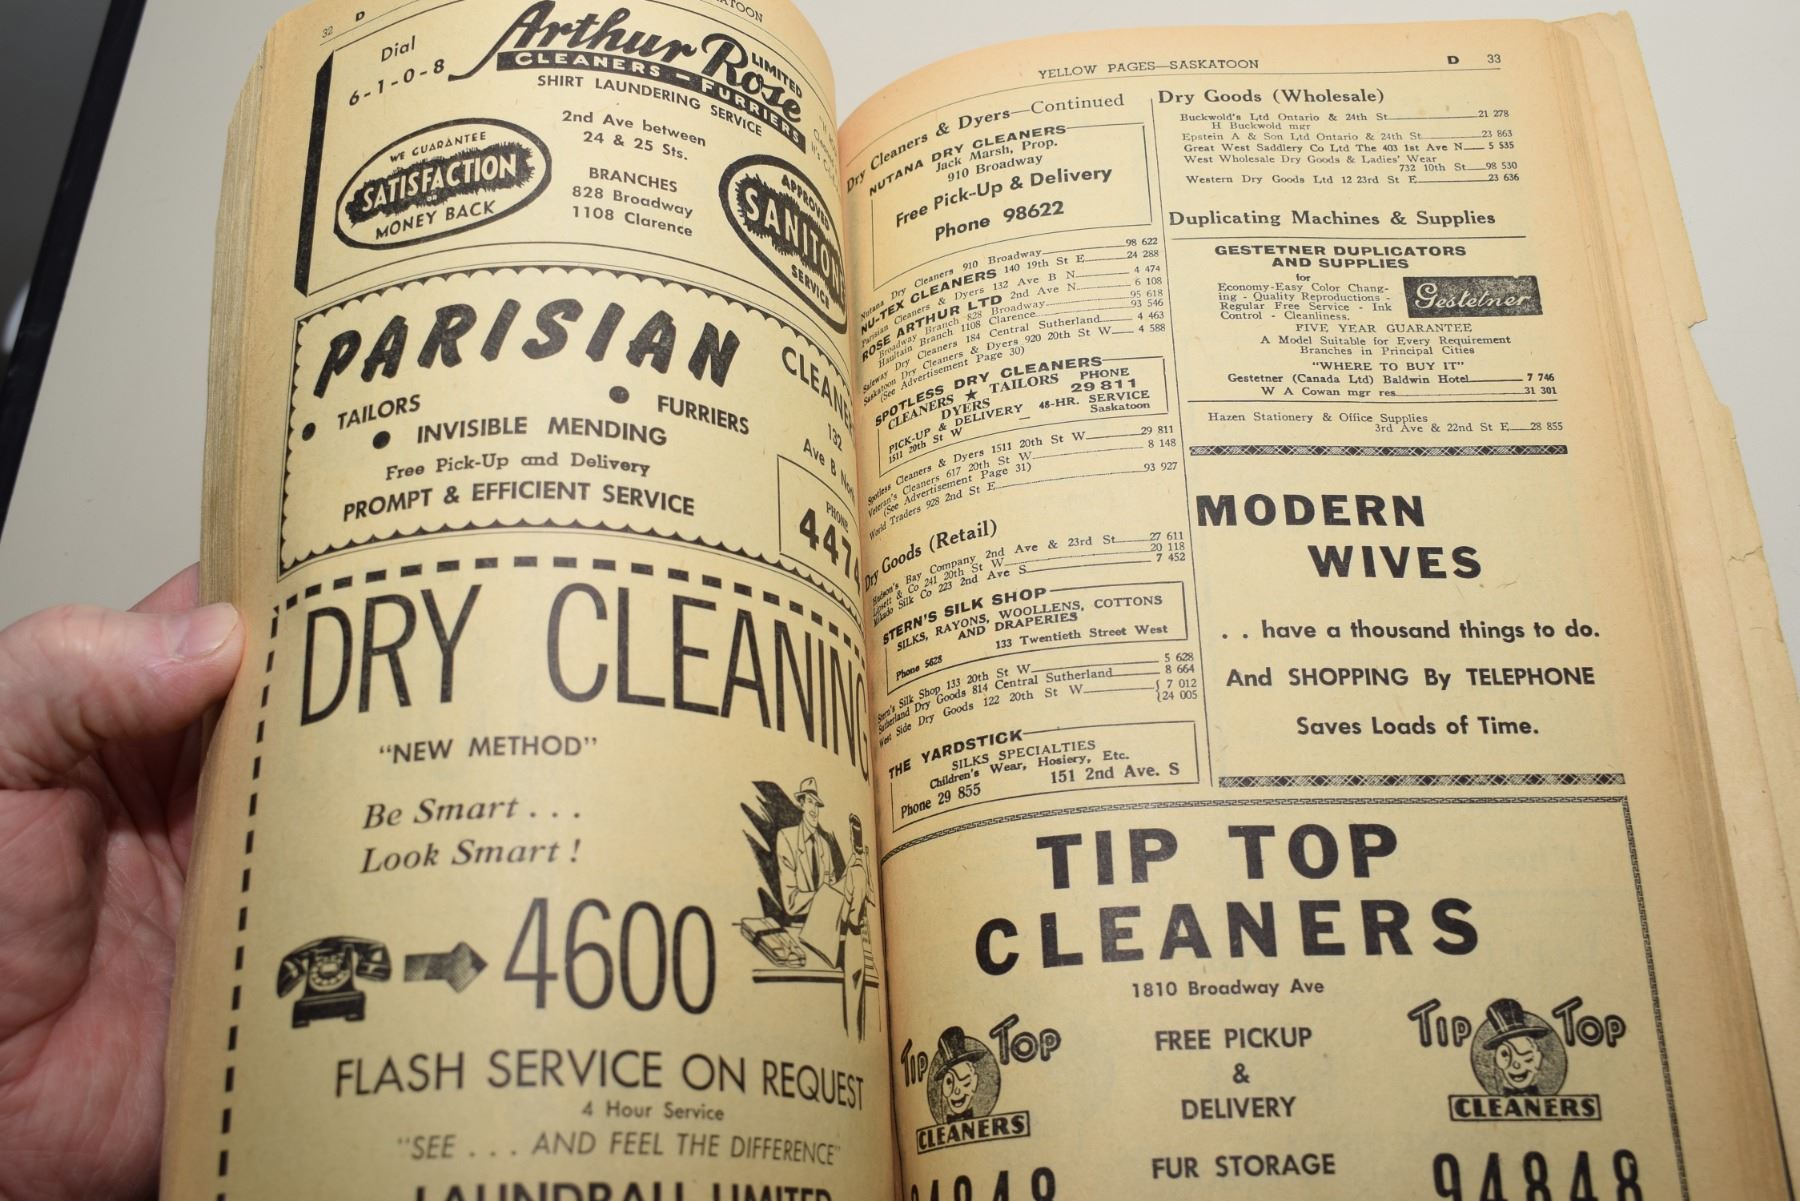 32 D
Dial
6-1-0-8
Arthur Rose
LIMITED
CLEANERS – FURRIERS
SHIRT LAUNDERING SERVICE
2nd Ave between
24 & 25 Sts.
BRANCHES
828 Broadway
1108 Clarence
WE GUARANTEE
SATISFACTION
OR
MONEY BACK
APPROVED
SERVICE
PARISIAN
132
TAILORS
FURRIERS
INVISIBLE MENDING
Free Pick-Up and Delivery
PROMPT & EFFICIENT SERVICE
PHONE
DRY CLEANING
"NEW METHOD"
Be Smart . . .
Look Smart !
4600
FLASH SERVICE ON REQUEST
4 Hour Service
"SEE . . . AND FEEL THE DIFFERENCE"
YELLOW PAGES—SASKATOON D 33
Dry Cleaners & Dyers—Continued
NUTANA DRY CLEANERS
Jack Marsh, Prop.
910 Broadway
Free Pick-Up & Delivery
Phone 98622
Nutana Dry Cleaners 910 Broadway 98 622
NU-TEX CLEANERS 140 19th St E 24 288
Parisian Cleaners & Dyers 132 Ave B N 4 474
ROSE ARTHUR LTD 2nd Ave N 6 108
Broadway Branch 828 Broadway 95 618
Haultain Branch 1108 Clarence 93 546
Safeway Dry Cleaners 184 Central Sutherland 4 463
Saskatoon Dry Cleaners & Dyers 920 20th St W 4 588
(See Advertisement Page 30)
SPOTLESS DRY CLEANERS
CLEANERS ★ TAILORS PHONE
DYERS 29 811
PICK-UP & DELIVERY — 48-HR. SERVICE
1511 20th St W Saskatoon
Spotless Cleaners & Dyers 1511 20th St W 29 811
Veteran's Cleaners 617 20th St W 8 148
(See Advertisement Page 31)
World Traders 928 2nd St E 93 927
Dry Goods (Retail)
Hudson's Bay Company 2nd Ave & 23rd St 27 611
& Co 241 20th St W 20 118
Mikado Silk Co 223 2nd Ave S 7 452
STERN'S SILK SHOP
SILKS, RAYONS, WOOLLENS, COTTONS
AND DRAPERIES
133 Twentieth Street West
Phone 5628
Stern's Silk Shop 133 20th St W 5 628
Sutherland Dry Goods 814 Central Sutherland 8 664
West Side Dry Goods 122 20th St W { 7 012
{24 005
THE YARDSTICK
SILKS SPECIALTIES
Children's Wear, Hosiery, Etc.
Phone 29 855 151 2nd Ave. S
Dry Goods (Wholesale)
Buckwold's Ltd Ontario & 24th St 21 278
H Buckwold mgr
Epstein A & Son Ltd Ontario & 24th St 23 863
Great West Saddlery Co Ltd The 403 1st Ave N 5 535
West Wholesale Dry Goods & Ladies' Wear
732 10th St 98 530
Western Dry Goods Ltd 12 23rd St E 23 636
Duplicating Machines & Supplies
GESTETNER DUPLICATORS
AND SUPPLIES
for
Economy-Easy Color Chang-
ing - Quality Reproductions -
Regular Free Service - Ink
Control - Cleanliness.
Gestetner
FIVE YEAR GUARANTEE
A Model Suitable for Every Requirement
Branches in Principal Cities
"WHERE TO BUY IT"
Gestetner (Canada Ltd) Baldwin Hotel 7 746
W A Cowan mgr res 31 301
Hazen Stationery & Office Supplies
3rd Ave & 22nd St E 28 855
MODERN
WIVES
. . have a thousand things to do.
And SHOPPING By TELEPHONE
Saves Loads of Time.
TIP TOP
CLEANERS
1810 Broadway Ave
TIP TOP
CLEANERS
FREE PICKUP
&
DELIVERY
FUR STORAGE
TIP TOP
CLEANERS
94848